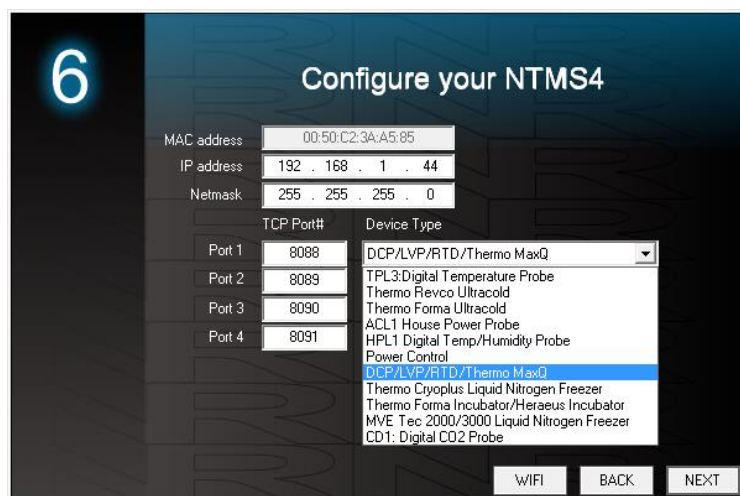 6
Configure your NTMS4
MAC address 00:50:C2:3A:A5:85
IP address 192 . 168 . 1 . 44
Netmask 255 . 255 . 255 . 0
TCP Port# Device Type
Port 1 8088 DCP/LVP/RTD/Thermo MaxQ
Port 2 8089
Port 3 8090
Port 4 8091
TPL3:Digital Temperature Probe
Thermo Revco Ultracold
Thermo Forma Ultracold
ACL1 House Power Probe
HPL1 Digital Temp/Humidity Probe
Power Control
DCP/LVP/RTD/Thermo MaxQ
Thermo Cryoplus Liquid Nitrogen Freezer
Thermo Forma Incubator/Heraeus Incubator
MVE Tec 2000/3000 Liquid Nitrogen Freezer
CD1: Digital CO2 Probe
WIFI BACK NEXT